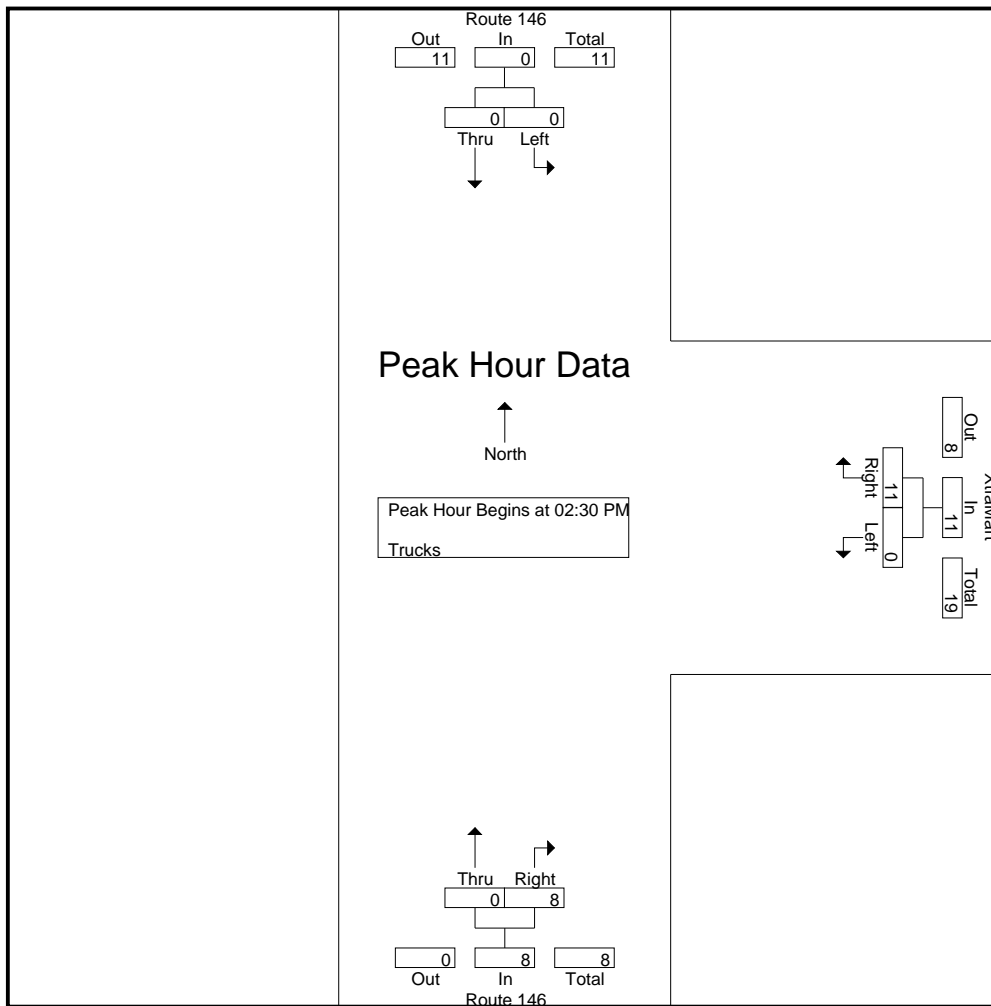 Route 146
Out In Total
11 0 11
0 0
Thru Left
Peak Hour Data
North
Peak Hour Begins at 02:30 PM
Trucks
Out In Total
8 11 19
Right Left
11 0
Thru Right
0 8
0 8 8
Out In Total
Route 146